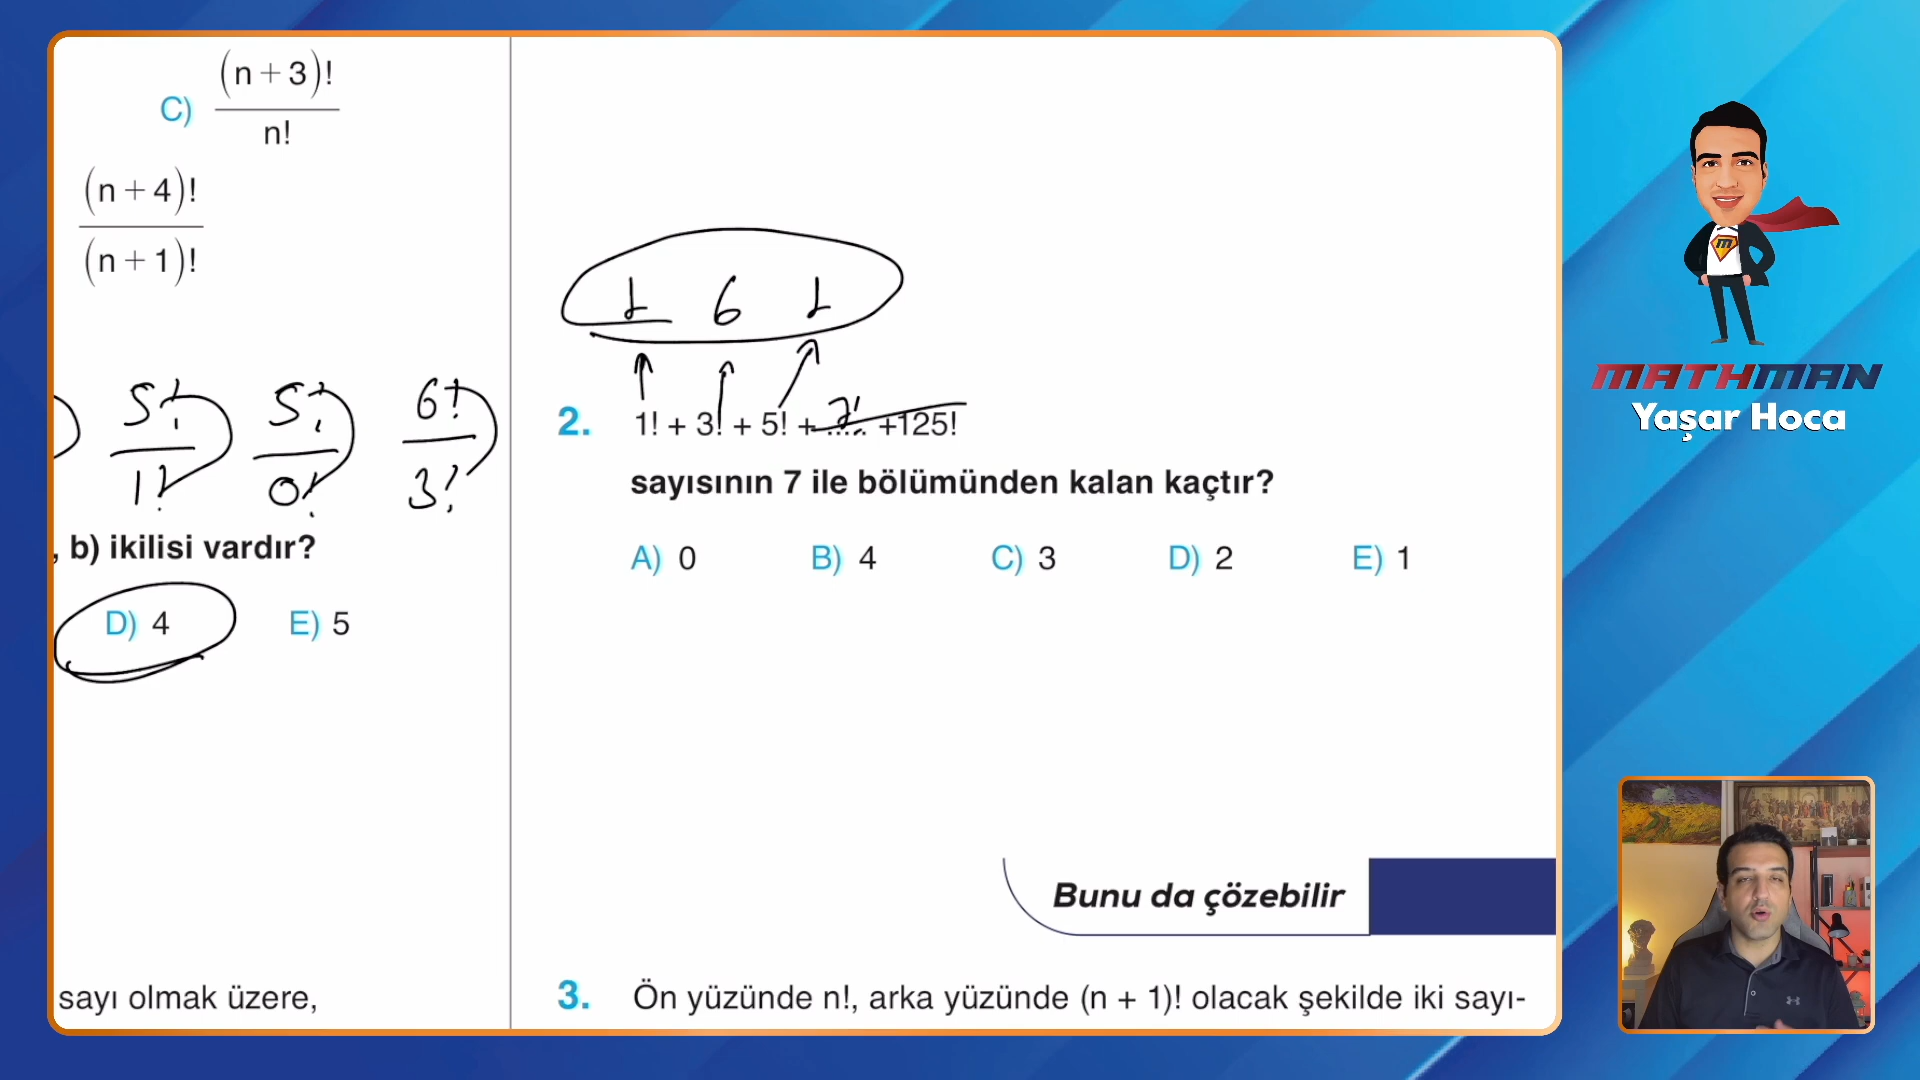 C) (n+3)!
n!
(n+4)!
(n+1)!
5! 5! 6!
1! 0! 3!
, b) ikilisi vardır?
D) 4 E) 5
sayı olmak üzere,
1 6 1
7!
2. 1! + 3! + 5! + ..... +125!
sayısının 7 ile bölümünden kalan kaçtır?
A) 0 B) 4 C) 3 D) 2 E) 1
Bunu da çözebilir
3. Ön yüzünde n!, arka yüzünde (n + 1)! olacak şekilde iki sayı-
m
MATHMAN
Yaşar Hoca